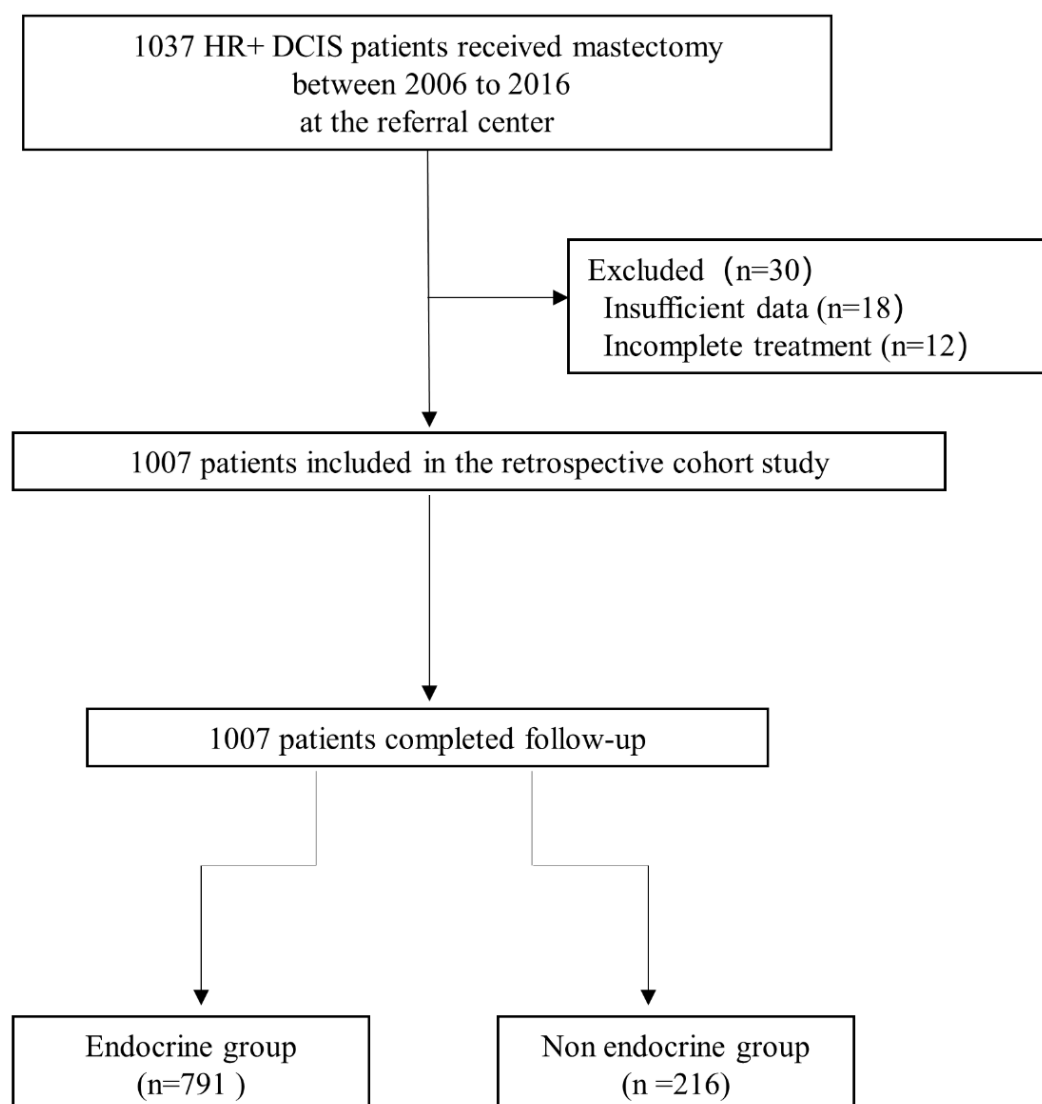 1037 HR+ DCIS patients received mastectomy
between 2006 to 2016
at the referral center
Excluded（n=30）
Insufficient data (n=18）
Incomplete treatment (n=12）
1007 patients included in the retrospective cohort study
1007 patients completed follow-up
Endocrine group
(n=791 )
Non endocrine group
(n =216)